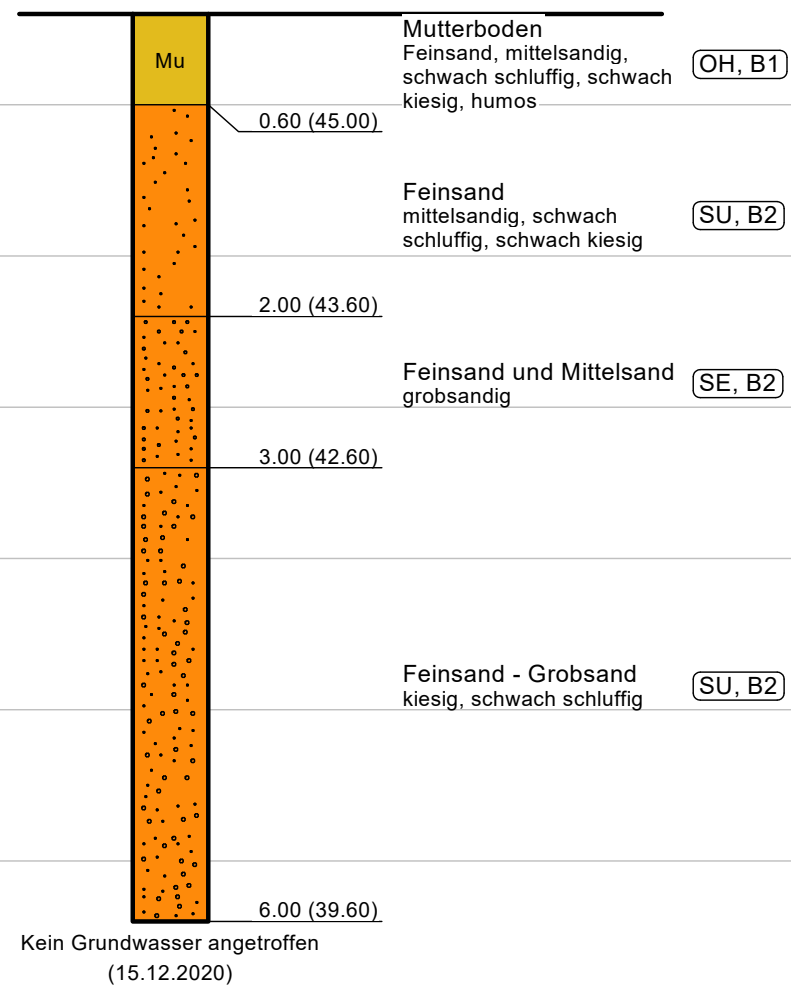 Mutterboden
Feinsand, mittelsandig,
schwach schluffig, schwach
kiesig, humos
OH, B1
Mu
0.60 (45.00)
Feinsand
mittelsandig, schwach
schluffig, schwach kiesig
SU, B2
2.00 (43.60)
Feinsand und Mittelsand
grobsandig
SE, B2
3.00 (42.60)
Feinsand - Grobsand
kiesig, schwach schluffig
SU, B2
6.00 (39.60)
Kein Grundwasser angetroffen
(15.12.2020)